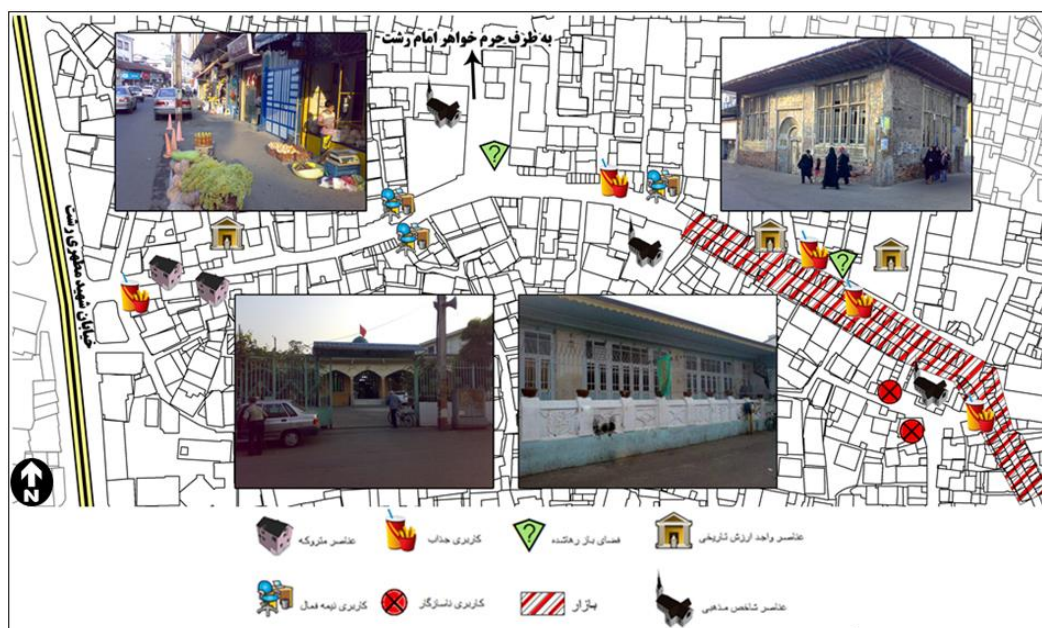 به طرف حرم خواهر امام رشت
خیابان شهید مطهری رشت
N
عناصر واجد ارزش تاریخی
فضای باز رهاشده
کاربری جذاب
عناصر متروکه
عناصر شاخص مذهبی
بازار
کاربری ناسازگار
کاربری نیمه فعال